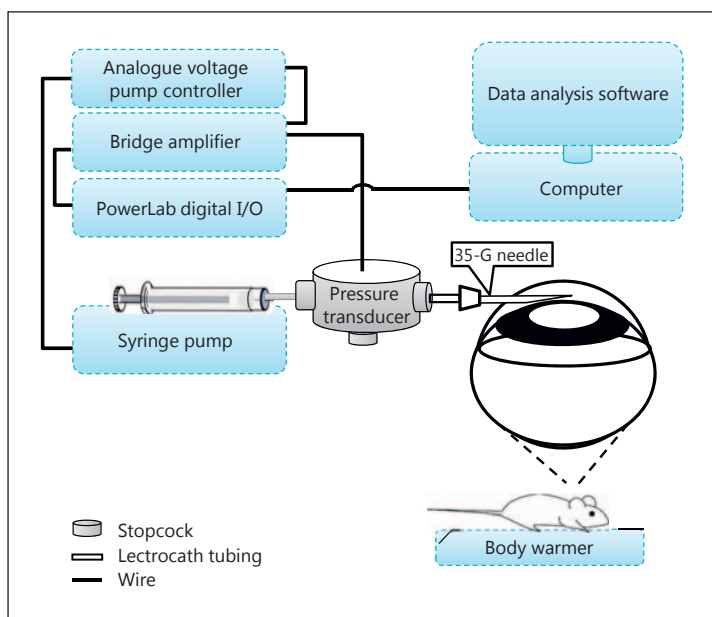 Analogue voltage
pump controller
Bridge amplifier
PowerLab digital I/O
Data analysis software
Computer
35-G needle
Pressure
transducer
Syringe pump
Stopcock
Lectrocath tubing
Wire
Body warmer